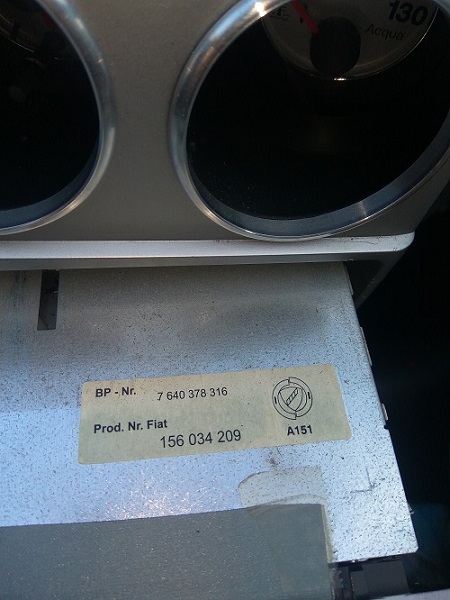 130
Acqua
BP - Nr. 7 640 378 316
Prod. Nr. Fiat
156 034 209
A151